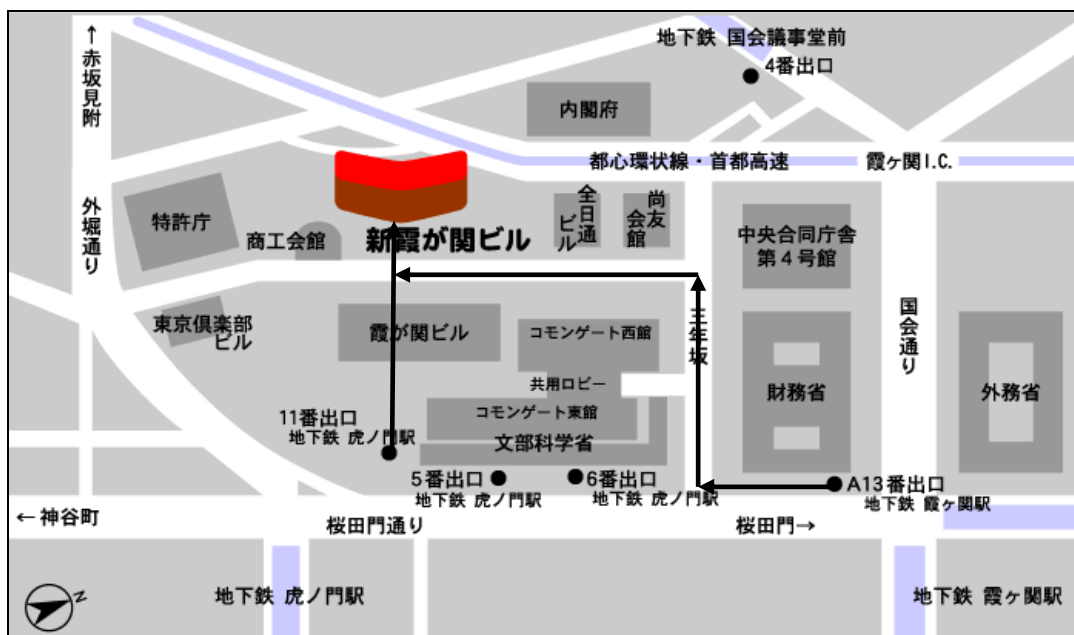 地下鉄 国会議事堂前
4番出口
↑赤坂見附
内閣府
都心環状線・首都高速
霞ヶ関I.C.
外堀通り
特許庁
商工会館
新霞が関ビル
全日通
ビル
尚友
会館
中央合同庁舎
第4号館
東京倶楽部
ビル
霞が関ビル
コモンゲート西館
三年坂
国会通り
共用ロビー
財務省
外務省
コモンゲート東館
文部科学省
11番出口
地下鉄 虎ノ門駅
5番出口
地下鉄 虎ノ門駅
6番出口
地下鉄 虎ノ門駅
A13番出口
地下鉄 霞ヶ関駅
←神谷町
桜田門通り
桜田門→
地下鉄 虎ノ門駅
地下鉄 霞ヶ関駅
N